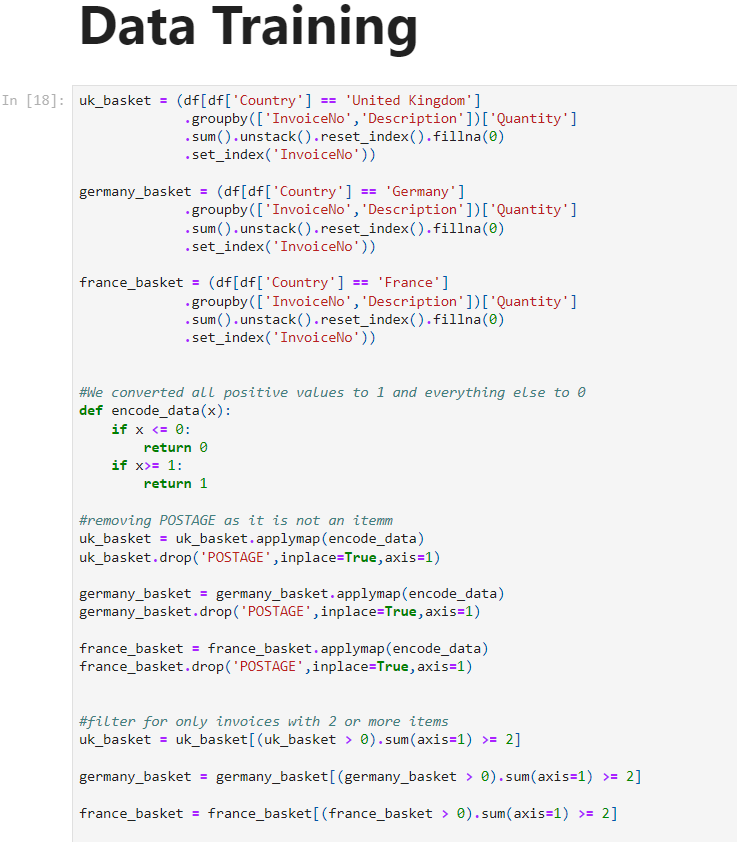 Data Training
In [18]:
uk_basket = (df[df['Country'] == 'United Kingdom']
             .groupby(['InvoiceNo','Description'])['Quantity']
             .sum().unstack().reset_index().fillna(0)
             .set_index('InvoiceNo'))

germany_basket = (df[df['Country'] == 'Germany']
             .groupby(['InvoiceNo','Description'])['Quantity']
             .sum().unstack().reset_index().fillna(0)
             .set_index('InvoiceNo'))

france_basket = (df[df['Country'] == 'France']
             .groupby(['InvoiceNo','Description'])['Quantity']
             .sum().unstack().reset_index().fillna(0)
             .set_index('InvoiceNo'))


#We converted all positive values to 1 and everything else to 0
def encode_data(x):
    if x <= 0:
        return 0
    if x>= 1:
        return 1

#removing POSTAGE as it is not an itemm
uk_basket = uk_basket.applymap(encode_data)
uk_basket.drop('POSTAGE',inplace=True,axis=1)

germany_basket = germany_basket.applymap(encode_data)
germany_basket.drop('POSTAGE',inplace=True,axis=1)

france_basket = france_basket.applymap(encode_data)
france_basket.drop('POSTAGE',inplace=True,axis=1)


#filter for only invoices with 2 or more items
uk_basket = uk_basket[(uk_basket > 0).sum(axis=1) >= 2]

germany_basket = germany_basket[(germany_basket > 0).sum(axis=1) >= 2]

france_basket = france_basket[(france_basket > 0).sum(axis=1) >= 2]